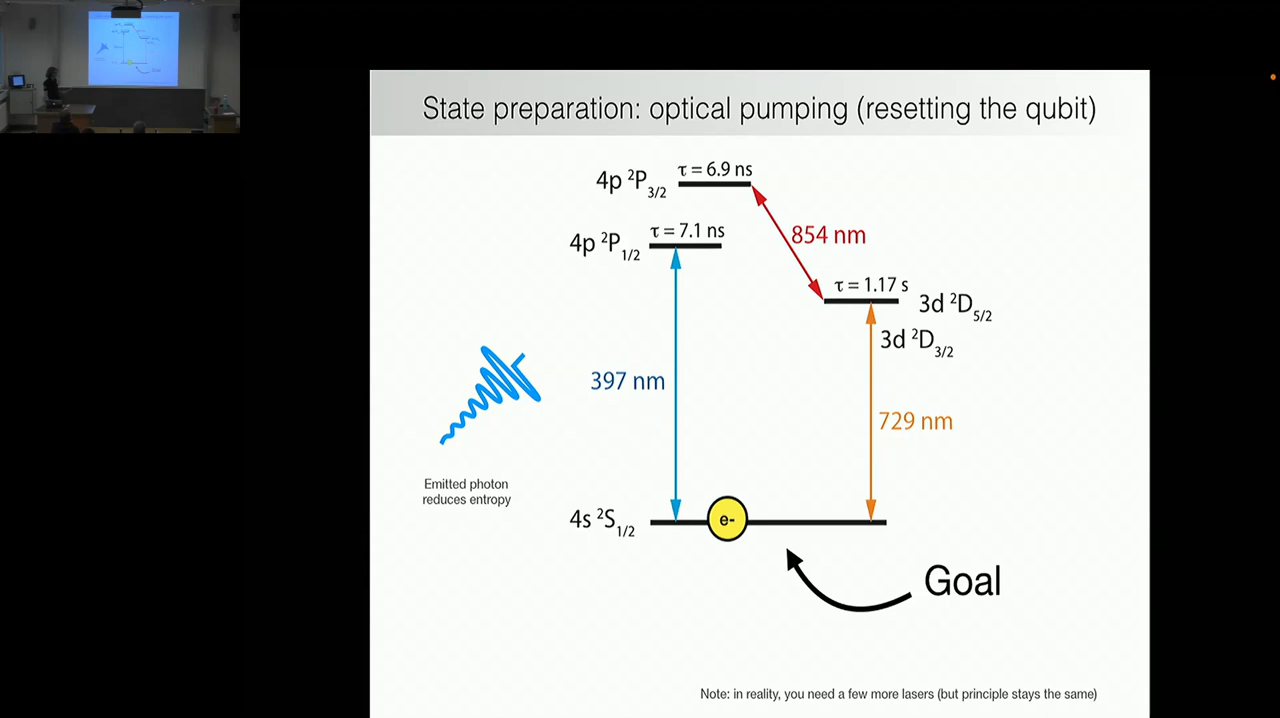 State preparation: optical pumping (resetting the qubit)
τ = 6.9 ns
4p ²P₃/₂
τ = 7.1 ns
4p ²P₁/₂
854 nm
τ = 1.17 s
3d ²D₅/₂
3d ²D₃/₂
397 nm
729 nm
Emitted photon
reduces entropy
4s ²S₁/₂
e-
Goal
Note: in reality, you need a few more lasers (but principle stays the same)